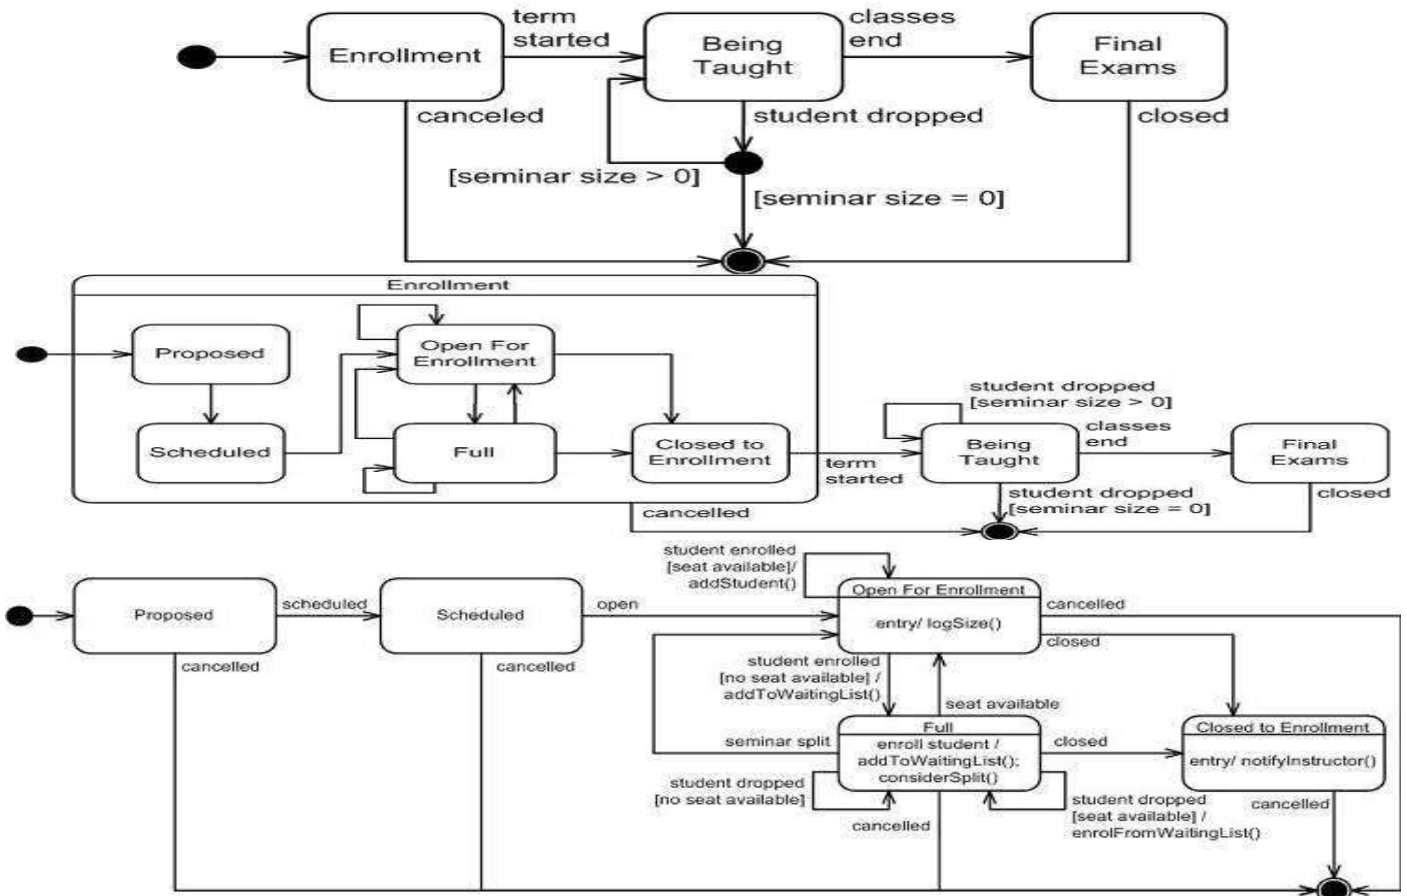 term
started
classes
end
Enrollment
Being
Taught
Final
Exams
canceled
student dropped
closed
[seminar size > 0]
[seminar size = 0]
Enrollment
Proposed
Open For
Enrollment
Scheduled
Full
Closed to
Enrollment
term
started
student dropped
[seminar size > 0]
Being
Taught
classes
end
Final
Exams
cancelled
student dropped
[seminar size = 0]
closed
student enrolled
[seat available]/
addStudent()
Proposed
scheduled
Scheduled
open
Open For Enrollment
entry/ logSize()
cancelled
closed
cancelled
cancelled
student enrolled
[no seat available] /
addToWaitingList()
seat available
seminar split
Full
enroll student /
addToWaitingList();
considerSplit()
closed
Closed to Enrollment
entry/ notifyInstructor()
student dropped
[no seat available]
cancelled
student dropped
[seat available] /
enrolFromWaitingList()
cancelled